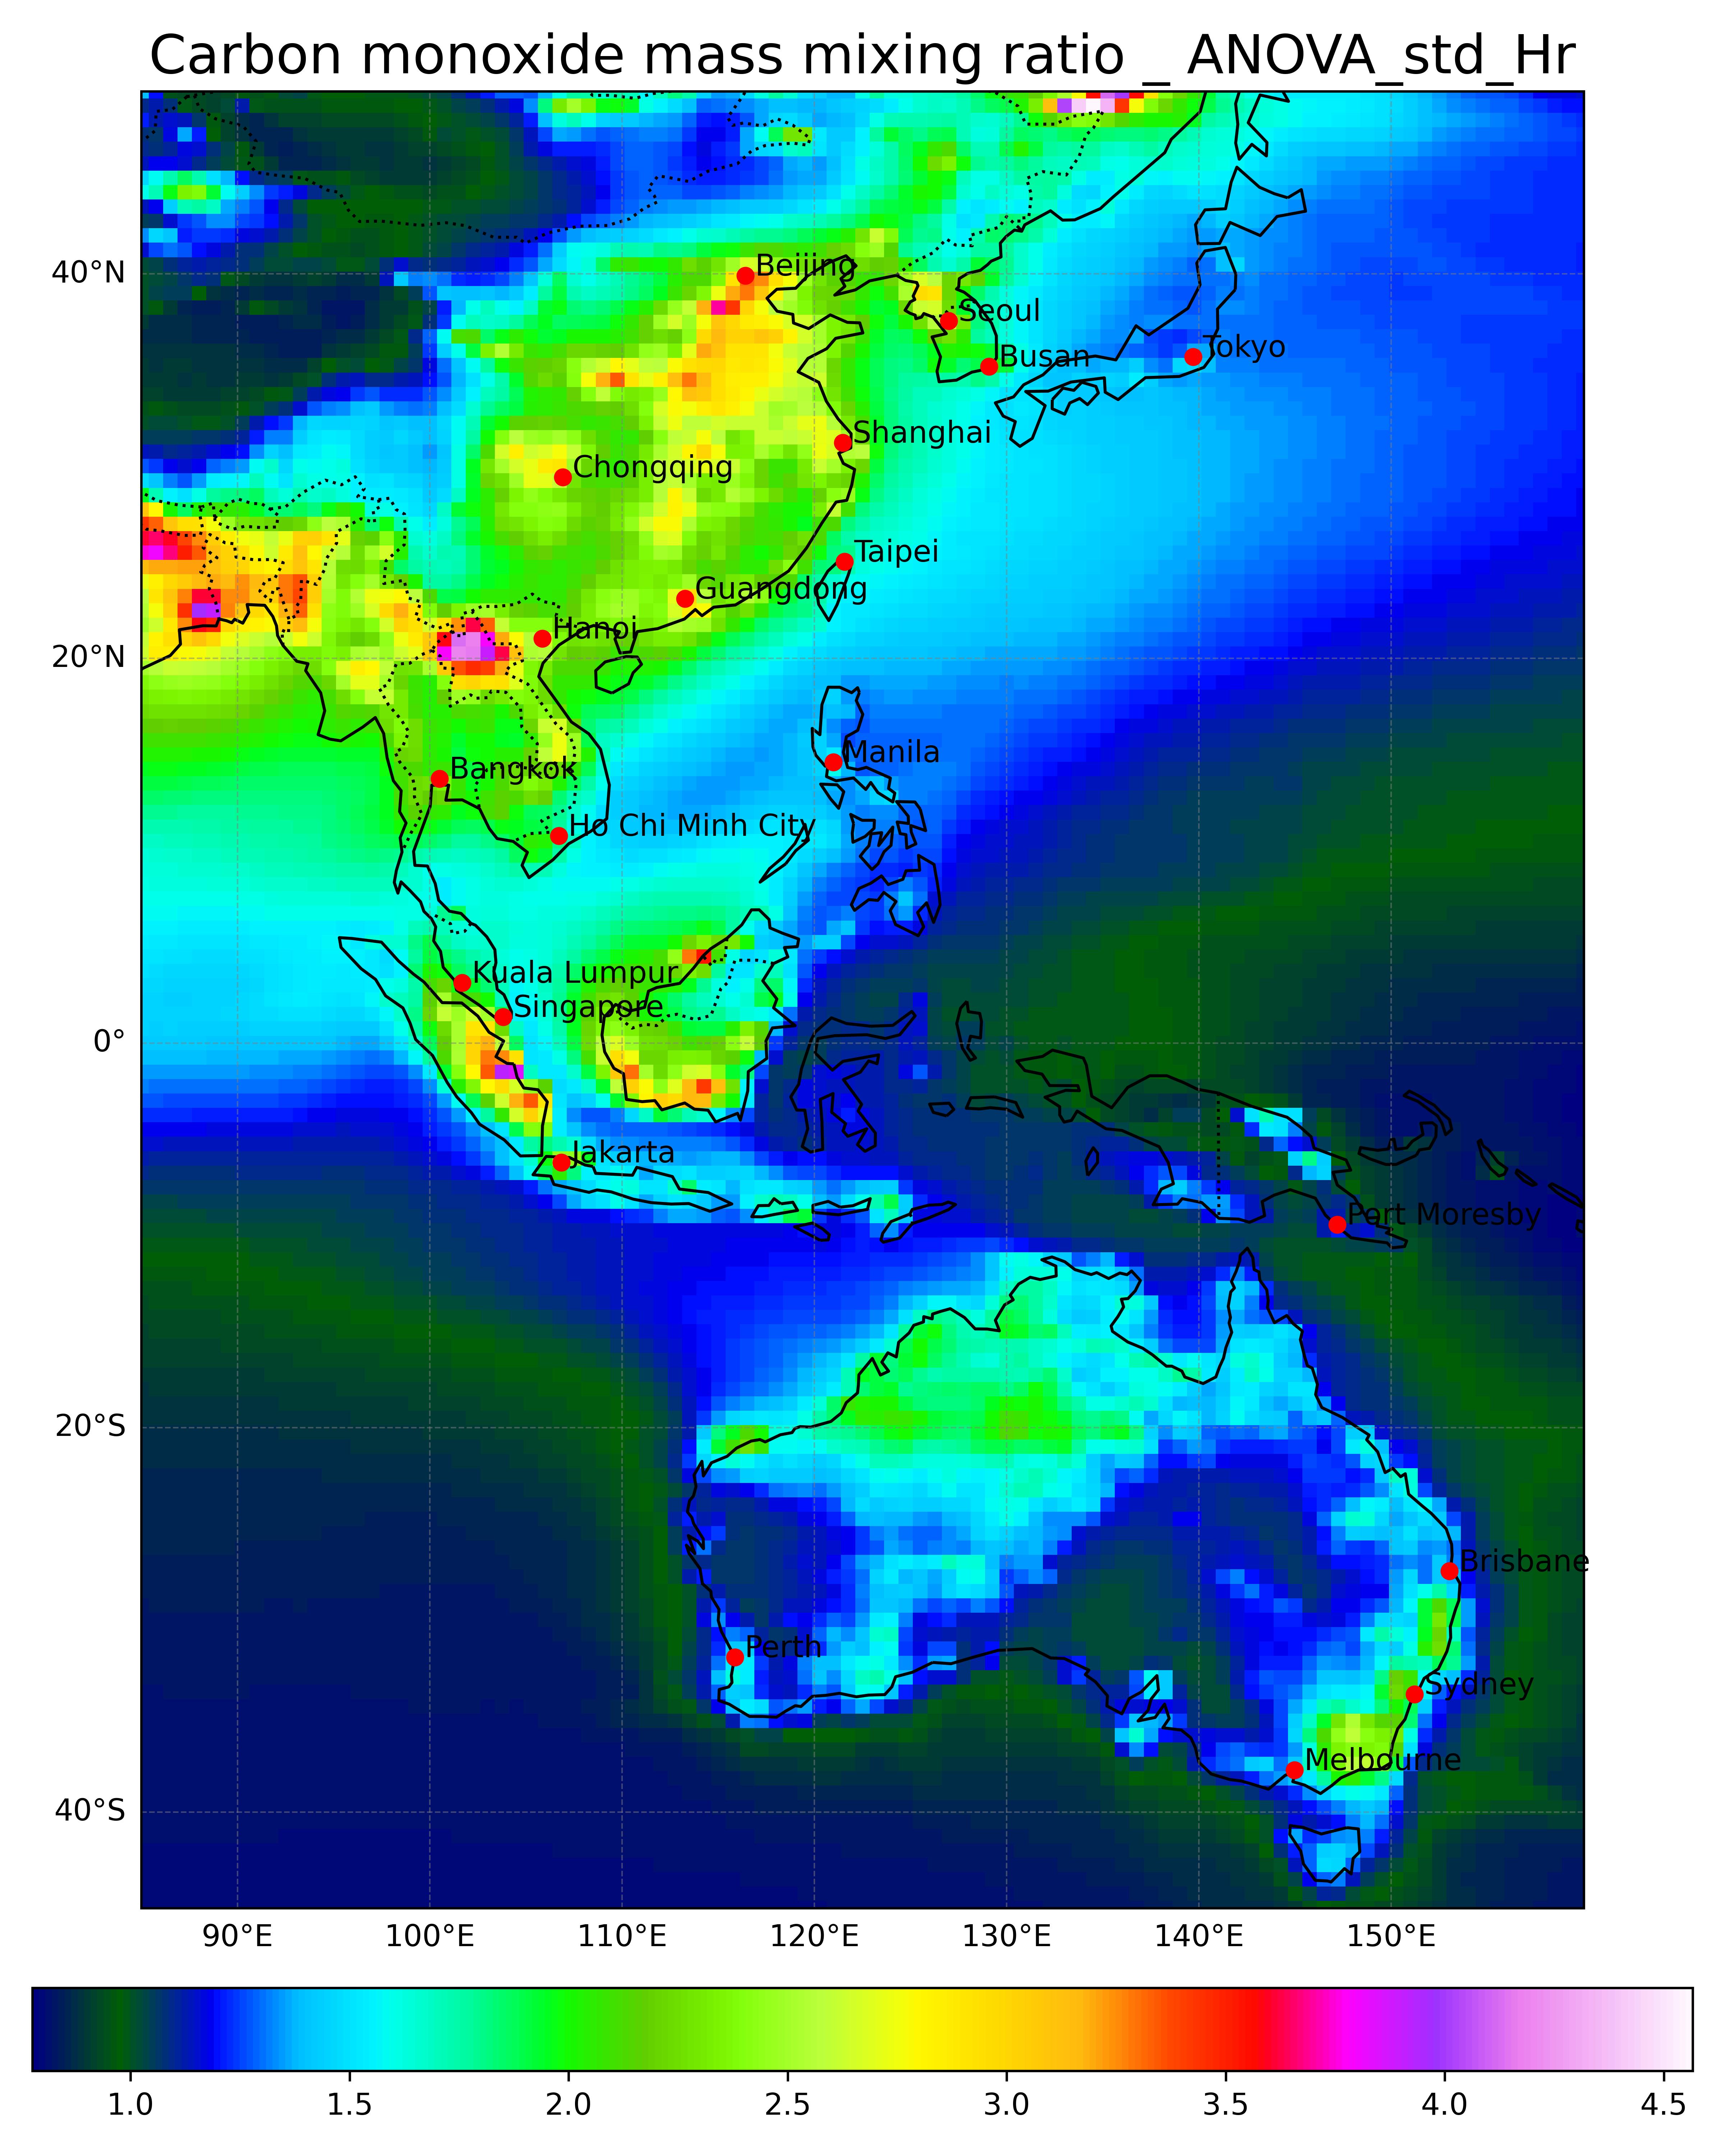 Carbon monoxide mass mixing ratio _ ANOVA_std_Hr
40°N
Beijing
Seoul
Tokyo
Busan
Shanghai
Chongqing
Taipei
Guangdong
Hanoi
20°N
Manila
Bangkok
Ho Chi Minh City
Kuala Lumpur
Singapore
0°
Jakarta
Port Moresby
20°S
Brisbane
Perth
Sydney
Melbourne
40°S
90°E 100°E 110°E 120°E 130°E 140°E 150°E
1.0 1.5 2.0 2.5 3.0 3.5 4.0 4.5